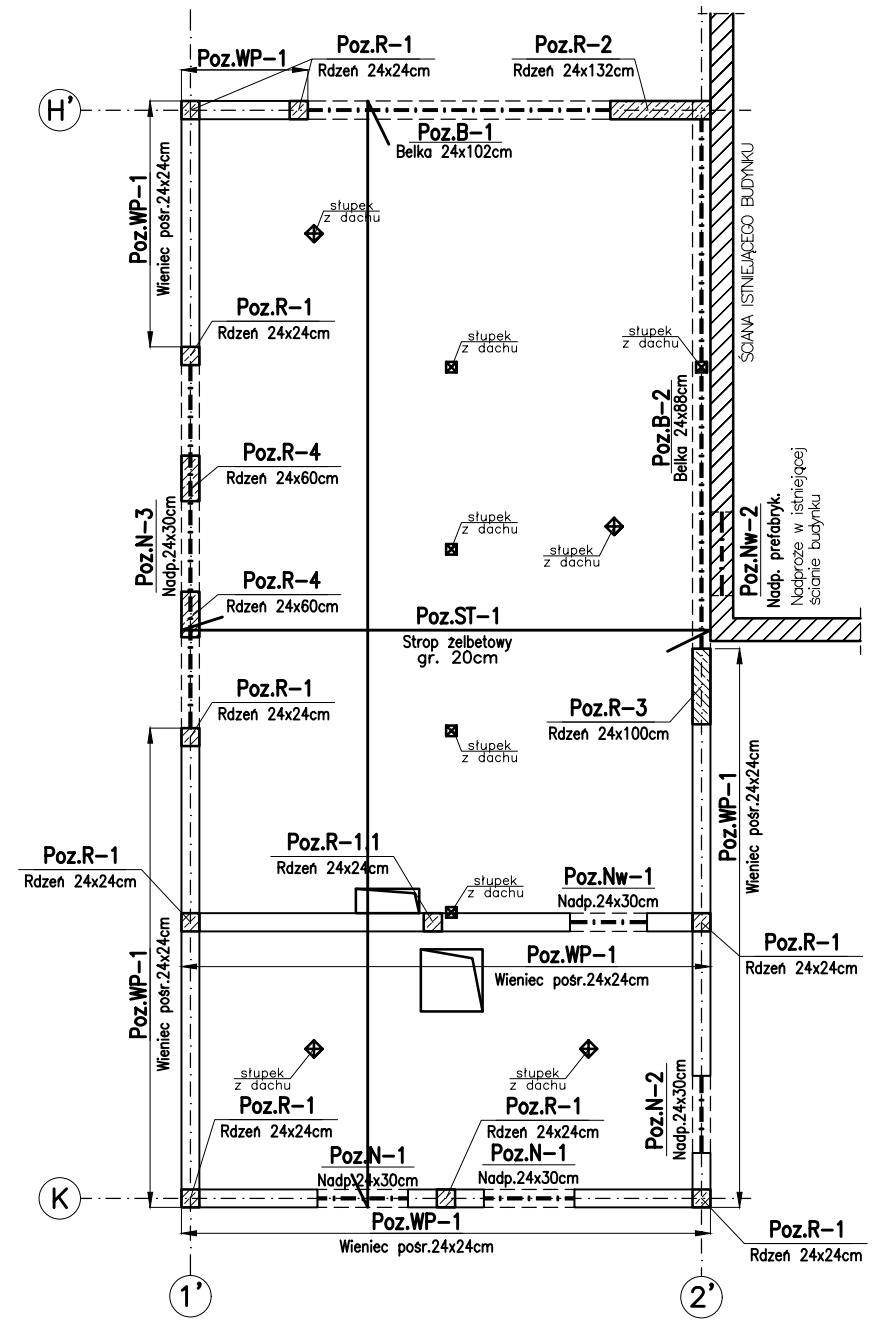 Poz.WP-1
Poz.R-1
Rdzeń 24x24cm
Poz.R-2
Rdzeń 24x132cm
H'
Poz.B-1
Belka 24x102cm
Poz.WP-1
Wieniec pośr.24x24cm
ŚCIANA ISTNIEJĄCEGO BUDYNKU
słupek
z dachu
Poz.R-1
Rdzeń 24x24cm
słupek
z dachu
słupek
z dachu
Poz.B-2
Belka 24x88cm
Poz.R-4
Rdzeń 24x60cm
Poz.N-3
Nadp.24x30cm
słupek
z dachu
słupek
z dachu
Poz.Nw-2
Nadp. prefabryk.
Nadproże w istniejącej
ścianie budynku
Poz.R-4
Rdzeń 24x60cm
Poz.ST-1
Strop żelbetowy
gr. 20cm
Poz.R-1
Rdzeń 24x24cm
Poz.R-3
Rdzeń 24x100cm
słupek
z dachu
Poz.WP-1
Wieniec pośr.24x24cm
Poz.R-1
Rdzeń 24x24cm
Poz.R-1.1
Rdzeń 24x24cm
słupek
z dachu
Poz.Nw-1
Nadp.24x30cm
Poz.R-1
Rdzeń 24x24cm
Poz.WP-1
Wieniec pośr.24x24cm
Poz.WP-1
Wieniec pośr.24x24cm
słupek
z dachu
słupek
z dachu
Poz.N-2
Nadp.24x30cm
Poz.R-1
Rdzeń 24x24cm
Poz.R-1
Rdzeń 24x24cm
Poz.N-1
Nadp.24x30cm
Poz.N-1
Nadp.24x30cm
K
Poz.WP-1
Wieniec pośr.24x24cm
Poz.R-1
Rdzeń 24x24cm
1'
2'